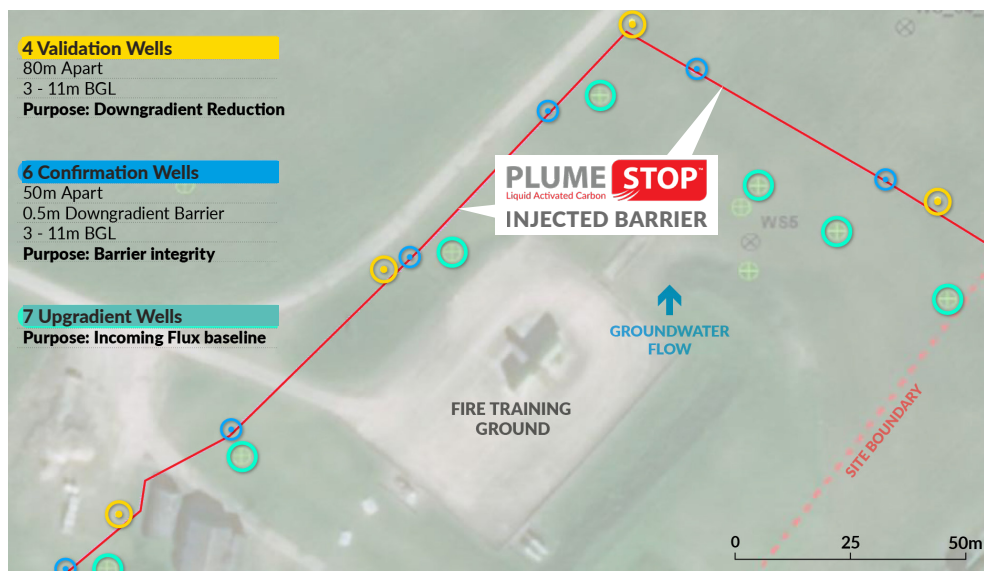 4 Validation Wells
80m Apart
3 - 11m BGL
Purpose: Downgradient Reduction
6 Confirmation Wells
50m Apart
0.5m Downgradient Barrier
3 - 11m BGL
Purpose: Barrier integrity
7 Upgradient Wells
Purpose: Incoming Flux baseline
PLUME STOP™
Liquid Activated Carbon
INJECTED BARRIER
WS5
GROUNDWATER
FLOW
FIRE TRAINING
GROUND
SITE BOUNDARY
0 25 50m